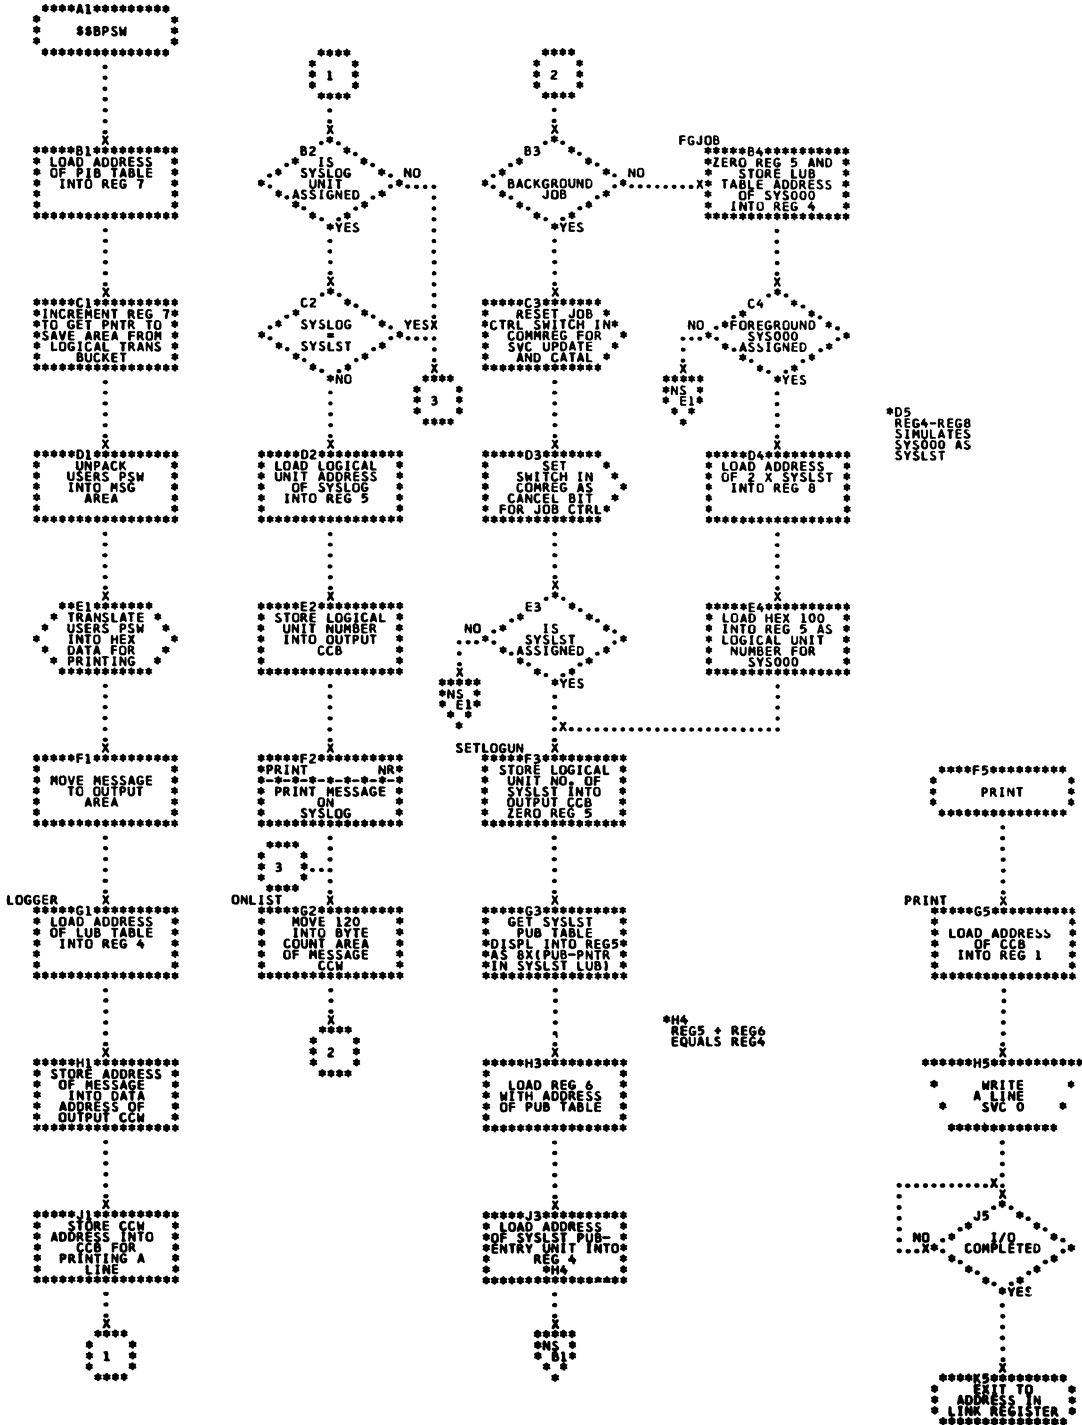 A1
$$BPSW
B1
LOAD ADDRESS
OF PIB TABLE
INTO REG 7
C1
INCREMENT REG 7
TO GET PNTR TO
SAVE AREA FROM
LOGICAL TRANS
BUCKET
D1
UNPACK
USERS PSW
INTO MSG
AREA
E1
TRANSLATE
USERS PSW
INTO HEX
DATA FOR
PRINTING
F1
MOVE MESSAGE
TO OUTPUT
AREA
LOGGER
G1
LOAD ADDRESS
OF LUB TABLE
INTO REG 4
H1
STORE ADDRESS
OF MESSAGE
INTO DATA
ADDRESS OF
OUTPUT CCW
J1
STORE CCW
ADDRESS INTO
CCB FOR
PRINTING A
LINE
1
1
B2
IS
SYSLOG
UNIT
ASSIGNED
NO
YES
C2
SYSLOG
=
SYSLST
YES
NO
3
D2
LOAD LOGICAL
UNIT ADDRESS
OF SYSLOG
INTO REG 5
E2
STORE LOGICAL
UNIT NUMBER
INTO OUTPUT
CCB
F2
*PRINT NR*
PRINT MESSAGE
ON
SYSLOG
3
ONLIST
G2
MOVE 120
INTO BYTE
COUNT AREA
OF MESSAGE
CCW
2
2
B3
BACKGROUND
JOB
NO
YES
C3
RESET JOB
CTRL SWITCH IN
COMMREG FOR
SVC UPDATE
AND CATAL
D3
SET
SWITCH IN
COMREG AS
CANCEL BIT
FOR JOB CTRL
E3
IS
SYSLST
ASSIGNED
NO
YES
NS
E1
SETLOGUN
F3
STORE LOGICAL
UNIT NO. OF
SYSLST INTO
OUTPUT CCB
ZERO REG 5
G3
GET SYSLST
PUB TABLE
DISPL INTO REG5
AS 8X(PUB-PNTR
IN SYSLST LUB)
H3
LOAD REG 6
WITH ADDRESS
OF PUB TABLE
J3
LOAD ADDRESS
OF SYSLST PUB-
ENTRY UNIT INTO
REG 4
*H4
NS
B1
FGJOB
B4
ZERO REG 5 AND
STORE LUB
TABLE ADDRESS
OF SYS000
INTO REG 4
C4
FOREGROUND
SYS000
ASSIGNED
NO
YES
NS
E1
D4
LOAD ADDRESS
OF 2 X SYSLST
INTO REG 8
E4
LOAD HEX 100
INTO REG 5 AS
LOGICAL UNIT
NUMBER FOR
SYS000
*H4
REG5 + REG6
EQUALS REG4
*D5
REG4-REG8
SIMULATES
SYS000 AS
SYSLST
F5
PRINT
PRINT
G5
LOAD ADDRESS
OF CCB
INTO REG 1
H5
WRITE
A LINE
SVC 0
J5
I/O
COMPLETED
NO
YES
K5
EXIT TO
ADDRESS IN
LINK REGISTER